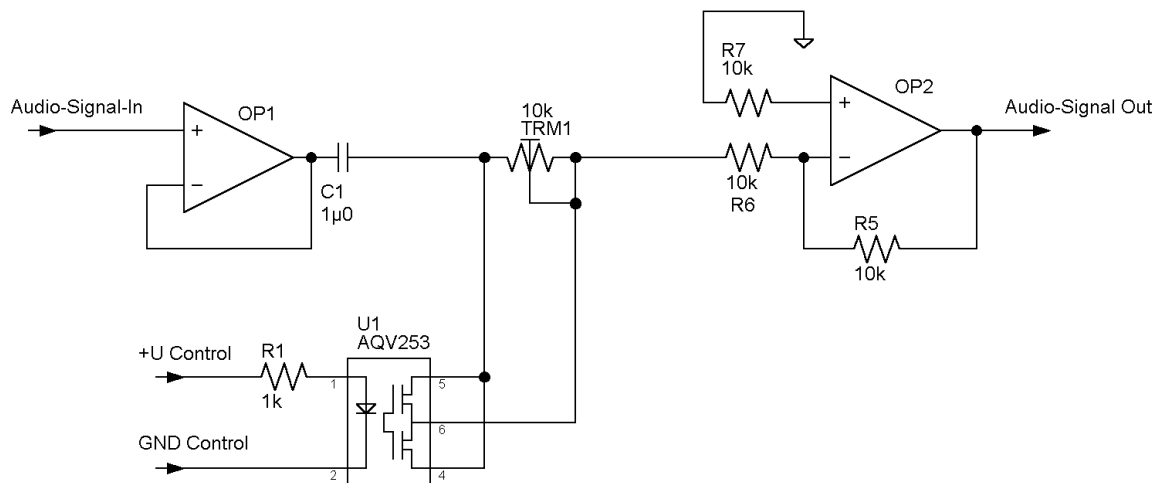 Audio-Signal-In
OP1
+
−
C1
1µ0
10k
TRM1
R7
10k
10k
R6
OP2
+
−
R5
10k
Audio-Signal Out
+U Control
R1
1k
GND Control
U1
AQV253
1
2
5
6
4